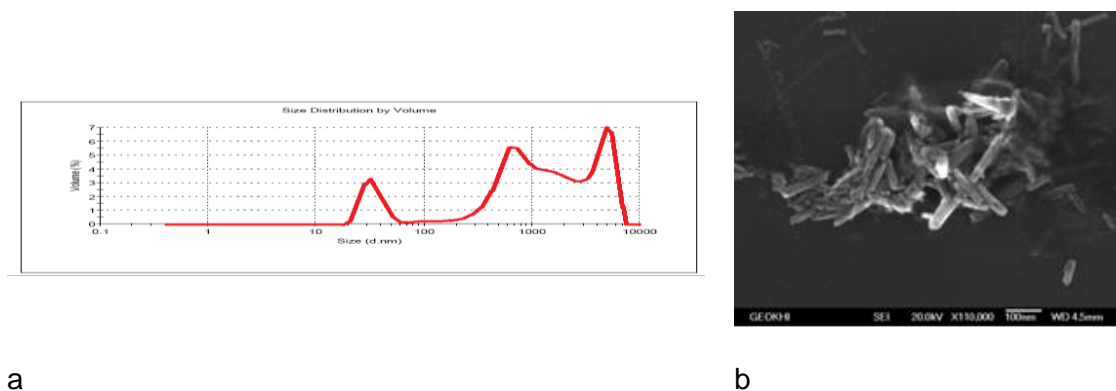 Size Distribution by Volume
Volume (%)
7
6
5
4
3
2
1
0
0.1 1 10 100 1000 10000
Size (d.nm)
GEOKHI SEI 20.0kV X110,000 100nm WD 4.5mm
a b